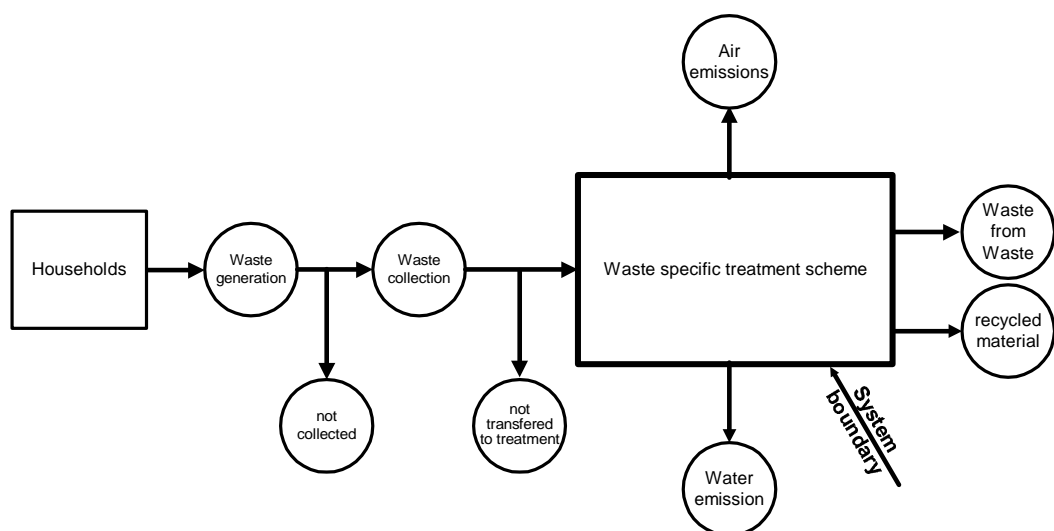 Air
emissions
Households
Waste
generation
Waste
collection
Waste specific treatment scheme
Waste
from
Waste
recycled
material
not
collected
not
transfered
to treatment
System
boundary
Water
emission